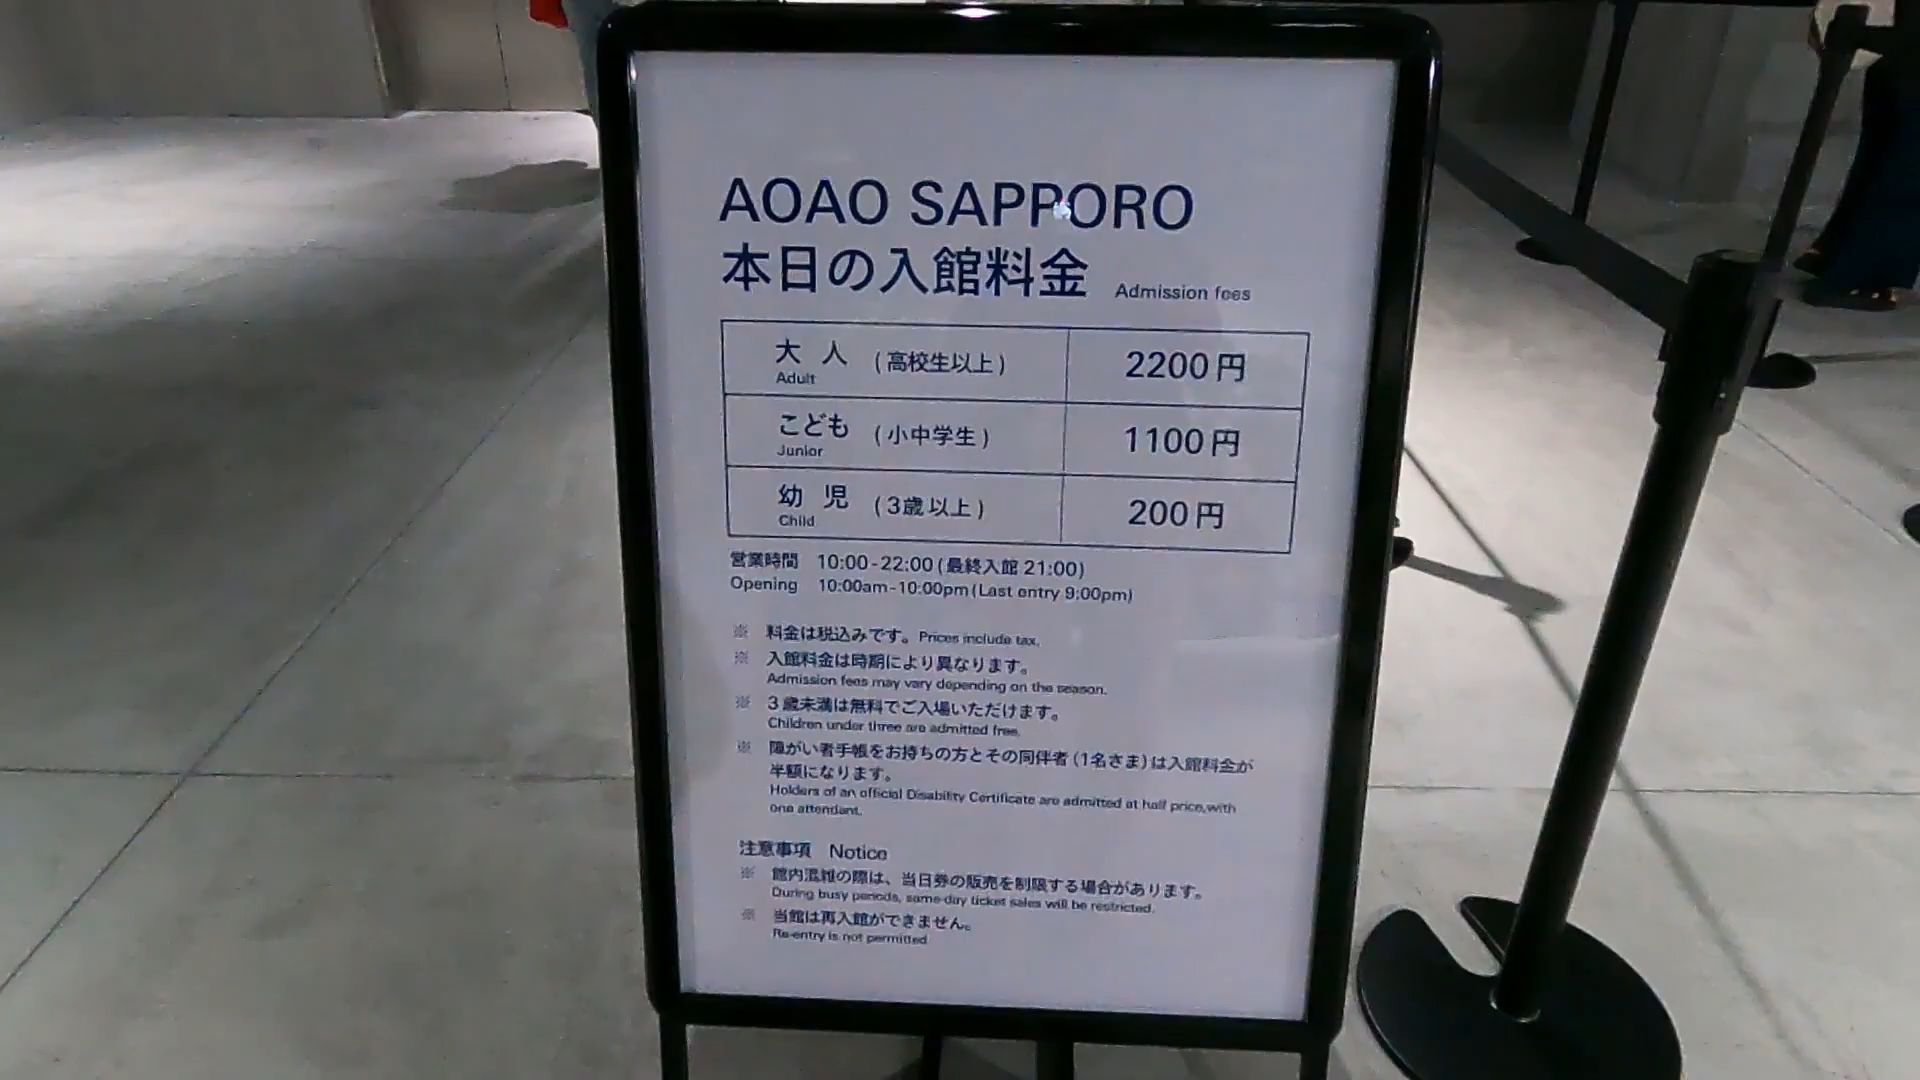 AOAO SAPPORO
本日の入館料金 Admission fees
大人 (高校生以上) 2200円
Adult
こども (小中学生) 1100円
Junior
幼児 (3歳以上) 200円
Child
営業時間 10:00-22:00(最終入館 21:00)
Opening 10:00am-10:00pm(Last entry 9:00pm)
※ 料金は税込みです。Prices include tax.
※ 入館料金は時期により異なります。
Admission fees may vary depending on the season.
※ 3歳未満は無料でご入場いただけます。
Children under three are admitted free.
※ 障がい者手帳をお持ちの方とその同伴者(1名さま)は入館料金が
半額になります。
Holders of an official Disability Certificate are admitted at half price,with
one attendant.
注意事項 Notice
※ 館内混雑の際は、当日券の販売を制限する場合があります。
During busy periods, same-day ticket sales will be restricted.
※ 当館は再入館ができません。
Re-entry is not permitted